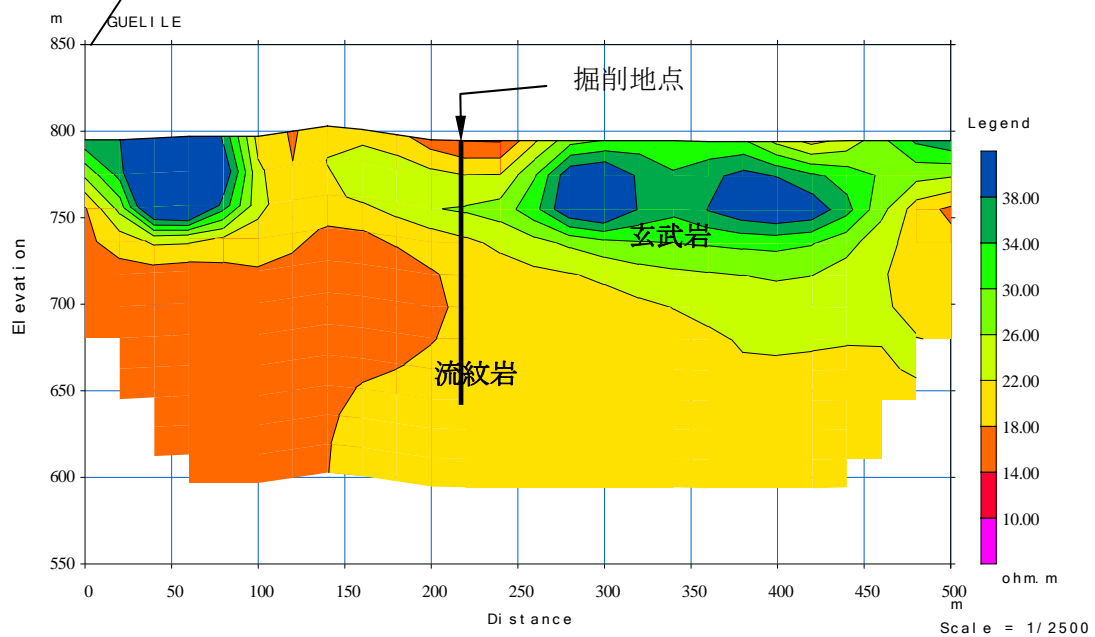 m
GUELILE
850
掘削地点
800
Legend
38.00
750
34.00
玄武岩
30.00
Elevation
700
26.00
22.00
流紋岩
650
18.00
14.00
600
10.00
550
ohm.m
0 50 100 150 200 250 300 350 400 450 500
m
Distance
Scale = 1/2500